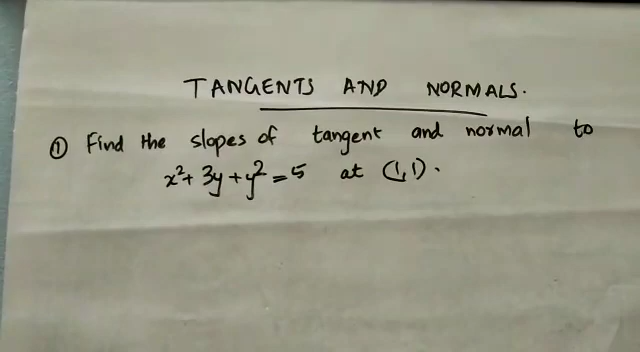 TANGENTS AND NORMALS.
① Find the slopes of tangent and normal to
x²+ 3y + y² = 5 at (1,1).